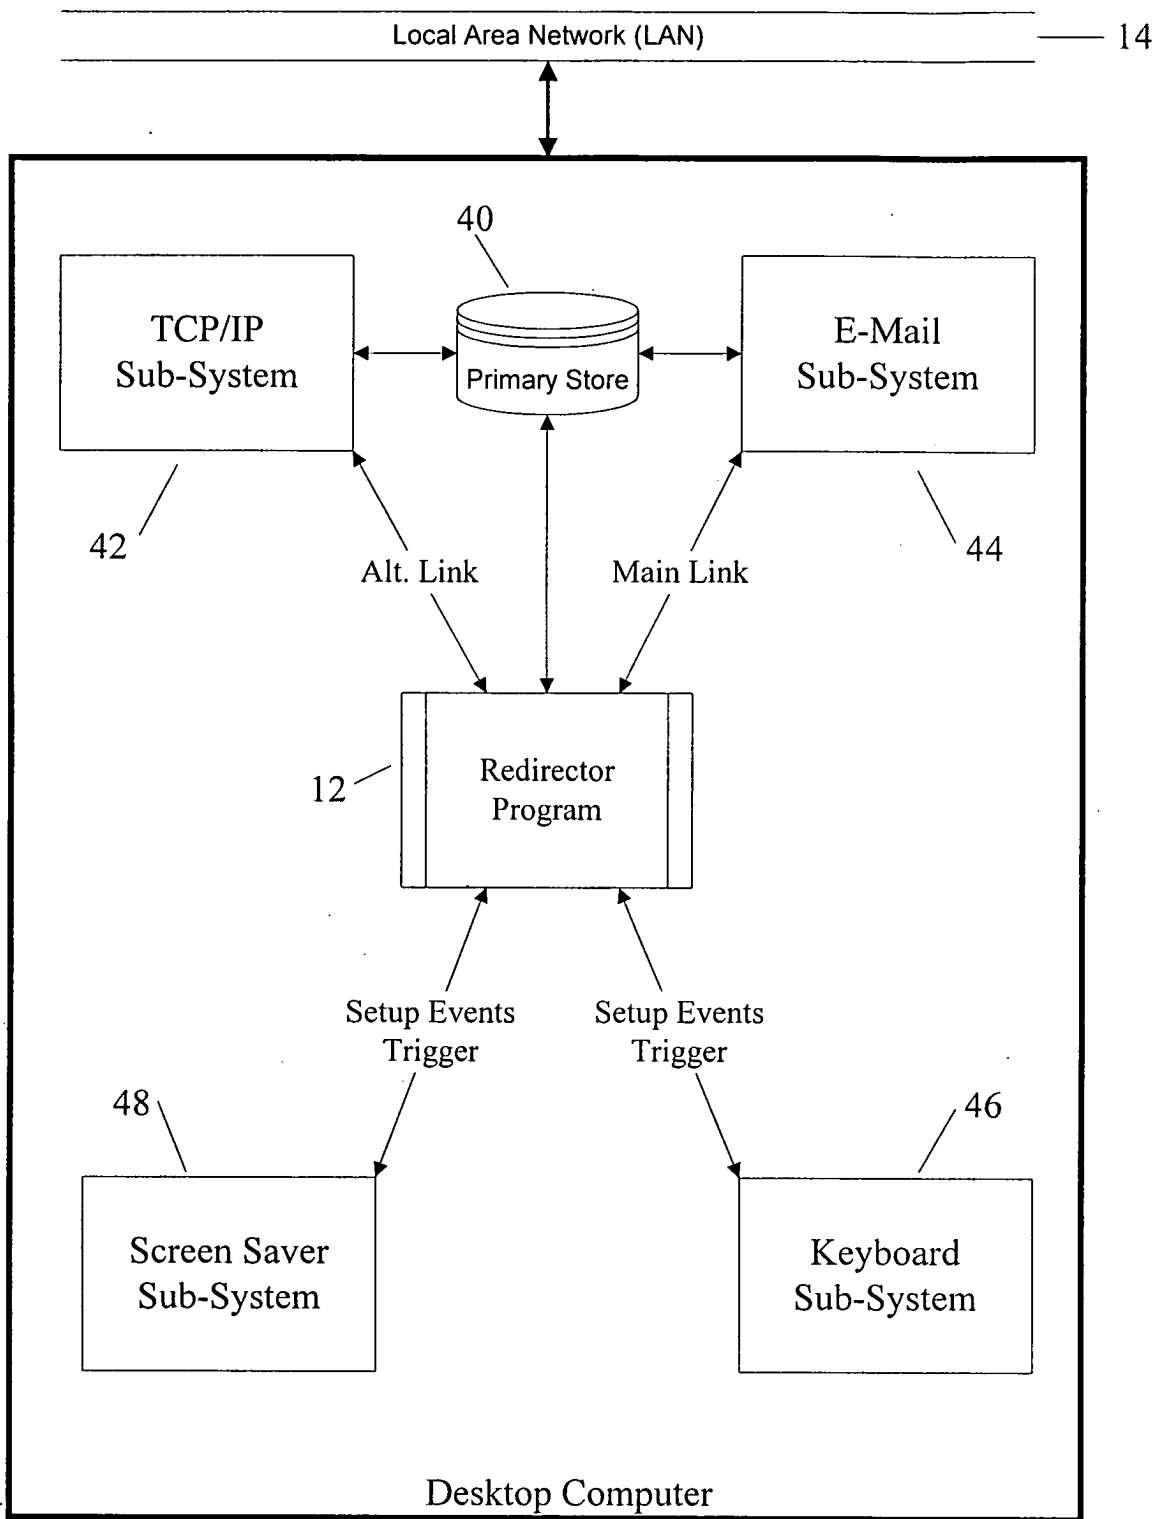 Local Area Network (LAN)
14
40
TCP/IP
Sub-System
Primary Store
E-Mail
Sub-System
42
44
Alt. Link
Main Link
12
Redirector
Program
Setup Events
Trigger
Setup Events
Trigger
48
46
Screen Saver
Sub-System
Keyboard
Sub-System
Desktop Computer